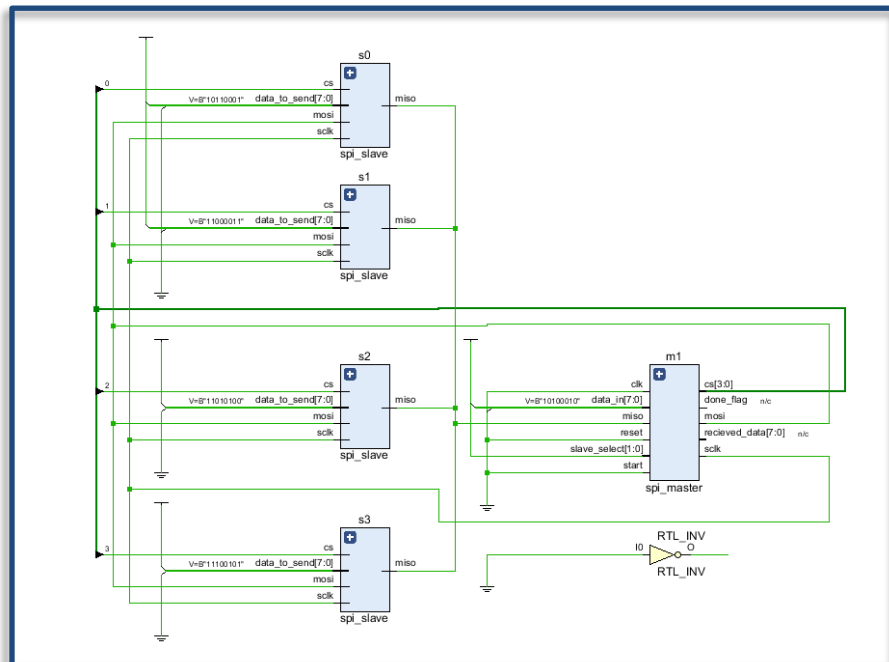 s0
0
cs
V=B"10110001" data_to_send[7:0]
miso
mosi
sclk
spi_slave
s1
1
cs
V=B"11000011" data_to_send[7:0]
miso
mosi
sclk
spi_slave
s2
2
cs
V=B"11010100" data_to_send[7:0]
miso
mosi
sclk
spi_slave
m1
clk
cs[3:0]
V=B"10100010" data_in[7:0]
done_flag n/c
miso
mosi
reset
recieved_data[7:0] n/c
slave_select[1:0]
sclk
start
spi_master
s3
3
cs
V=B"11100101" data_to_send[7:0]
miso
mosi
sclk
spi_slave
RTL_INV
I0
O
RTL_INV